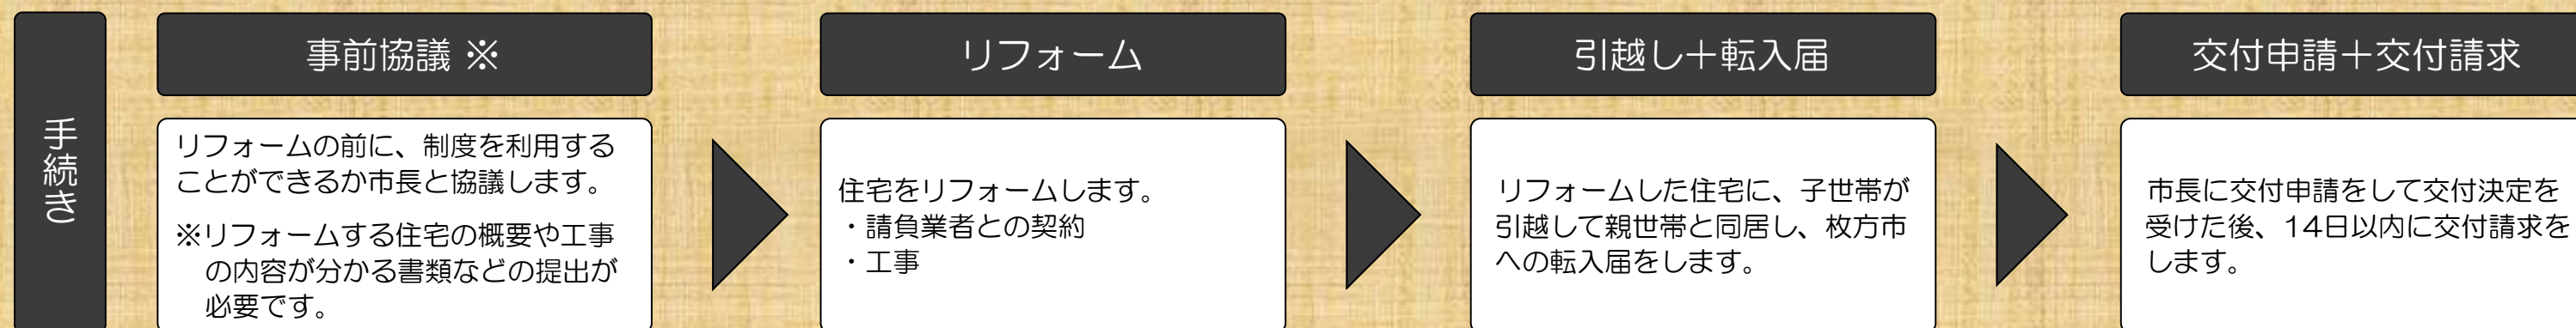 手続き
事前協議 ※
リフォームの前に、制度を利用する
ことができるか市長と協議します。
※リフォームする住宅の概要や工事
の内容が分かる書類などの提出が
必要です。
リフォーム
住宅をリフォームします。
・請負業者との契約
・工事
引越し＋転入届
リフォームした住宅に、子世帯が
引越して親世帯と同居し、枚方市
への転入届をします。
交付申請＋交付請求
市長に交付申請をして交付決定を
受けた後、14日以内に交付請求を
します。